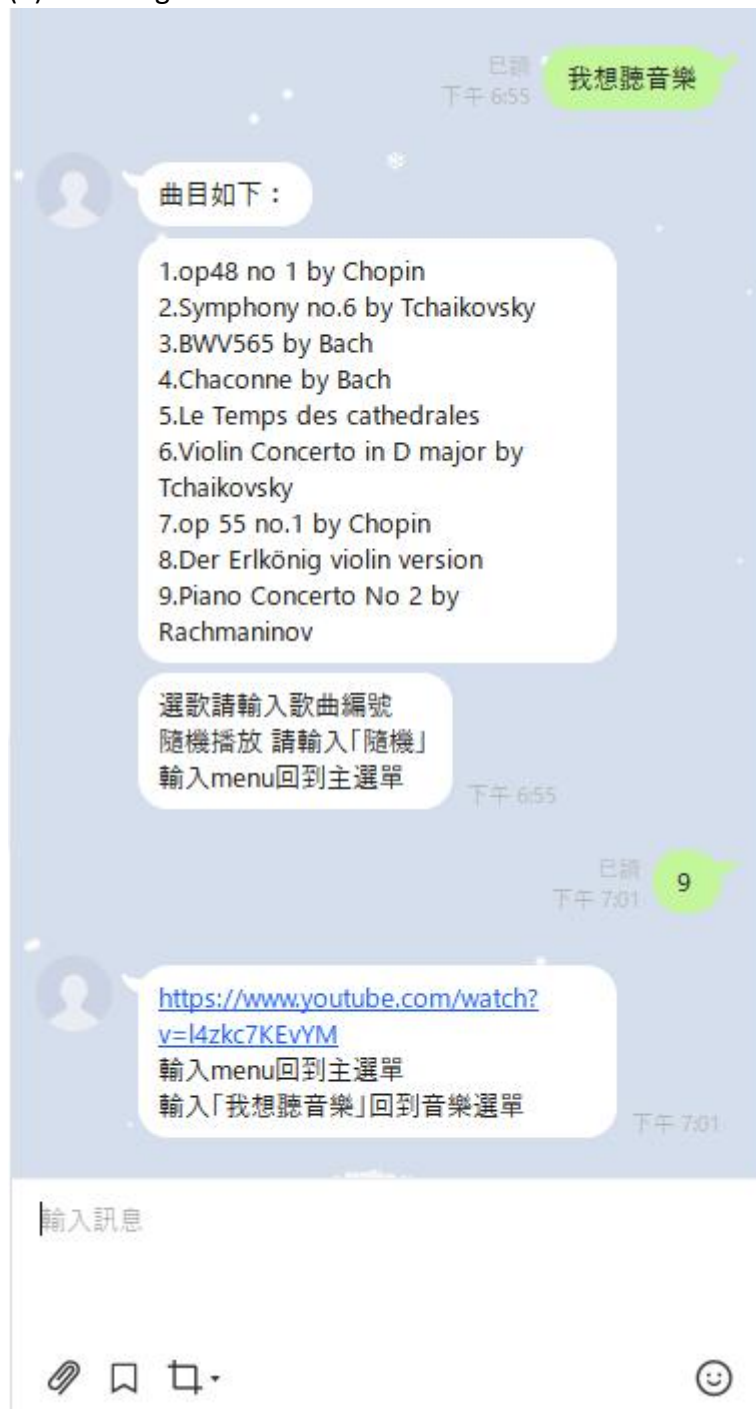 已讀
下午 6:55
我想聽音樂
曲目如下：
1.op48 no 1 by Chopin
2.Symphony no.6 by Tchaikovsky
3.BWV565 by Bach
4.Chaconne by Bach
5.Le Temps des cathedrales
6.Violin Concerto in D major by
Tchaikovsky
7.op 55 no.1 by Chopin
8.Der Erlkönig violin version
9.Piano Concerto No 2 by
Rachmaninov
選歌請輸入歌曲編號
隨機播放 請輸入「隨機」
輸入menu回到主選單
下午 6:55
已讀
下午 7:01
9
https://www.youtube.com/watch?
v=l4zkc7KEvYM
輸入menu回到主選單
輸入「我想聽音樂」回到音樂選單
下午 7:01
輸入訊息